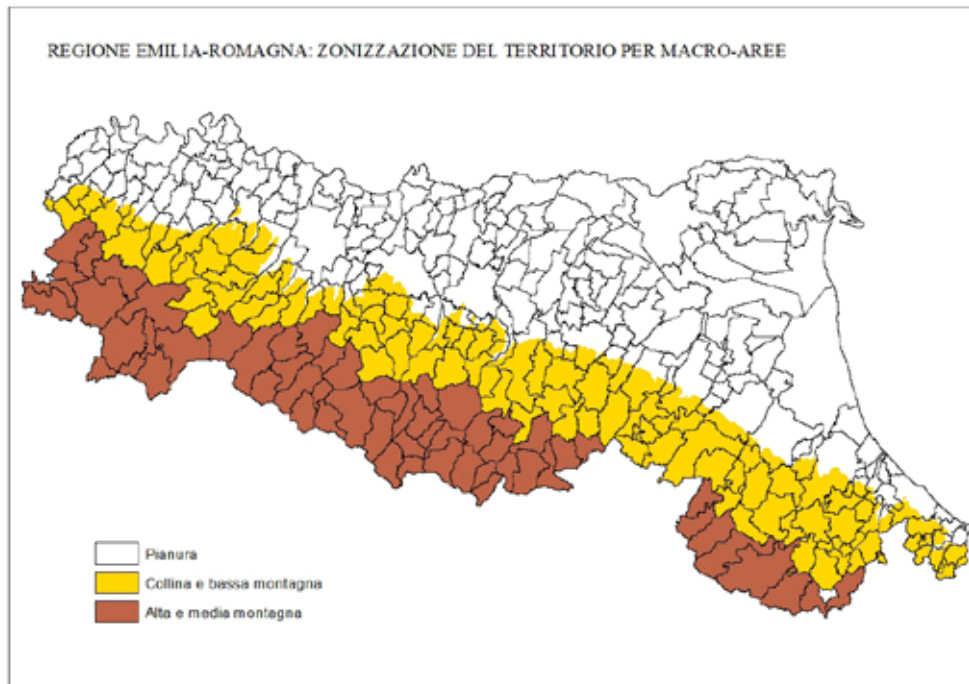 REGIONE EMILIA-ROMAGNA: ZONIZZAZIONE DEL TERRITORIO PER MACRO-AREE
Pianura
Collina e bassa montagna
Alta e media montagna